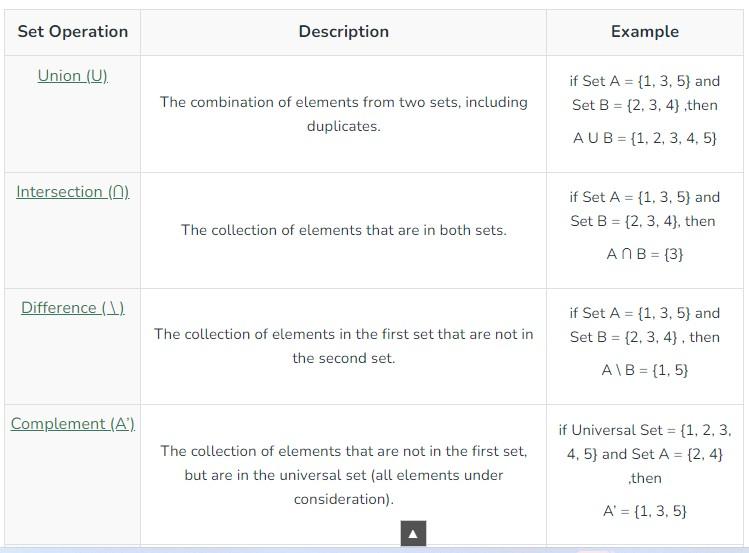 Set Operation Description Example
Union (U)
The combination of elements from two sets, including
duplicates.
if Set A = {1, 3, 5} and
Set B = {2, 3, 4} ,then
A U B = {1, 2, 3, 4, 5}
Intersection (∩)
The collection of elements that are in both sets.
if Set A = {1, 3, 5} and
Set B = {2, 3, 4}, then
A ∩ B = {3}
Difference ( \ )
The collection of elements in the first set that are not in
the second set.
if Set A = {1, 3, 5} and
Set B = {2, 3, 4} , then
A \ B = {1, 5}
Complement (A’)
The collection of elements that are not in the first set,
but are in the universal set (all elements under
consideration).
if Universal Set = {1, 2, 3,
4, 5} and Set A = {2, 4}
,then
A’ = {1, 3, 5}